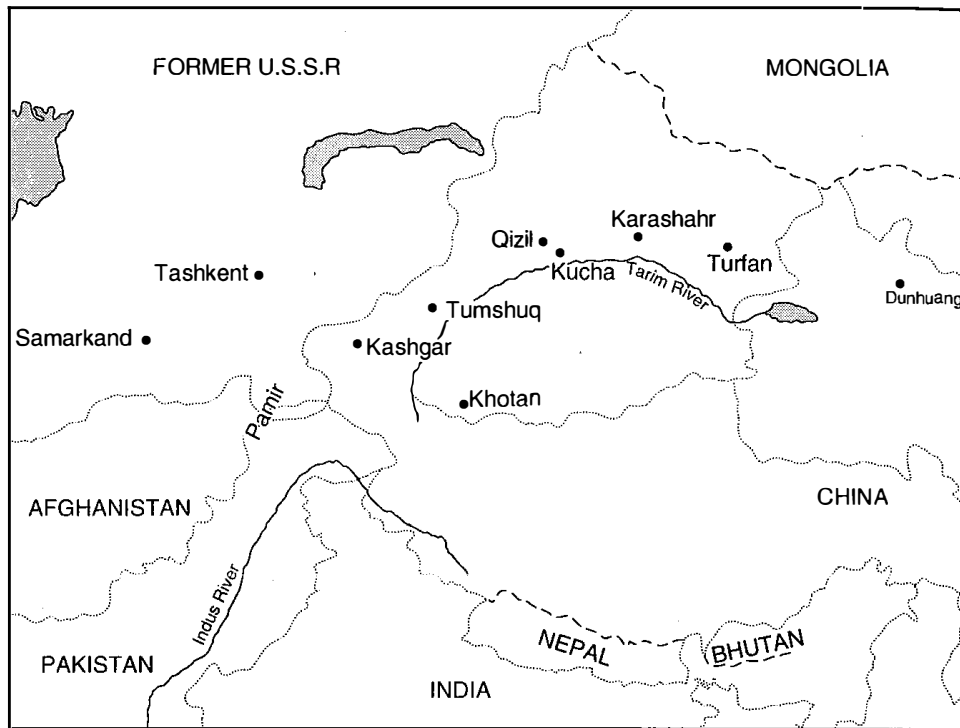 FORMER U.S.S.R
MONGOLIA
Karashahr
Qizil
Turfan
Kucha
Tarim River
Tashkent
Dunhuang
Tumshuq
Samarkand
Kashgar
Khotan
Pamir
AFGHANISTAN
CHINA
Indus River
NEPAL
BHUTAN
PAKISTAN
INDIA